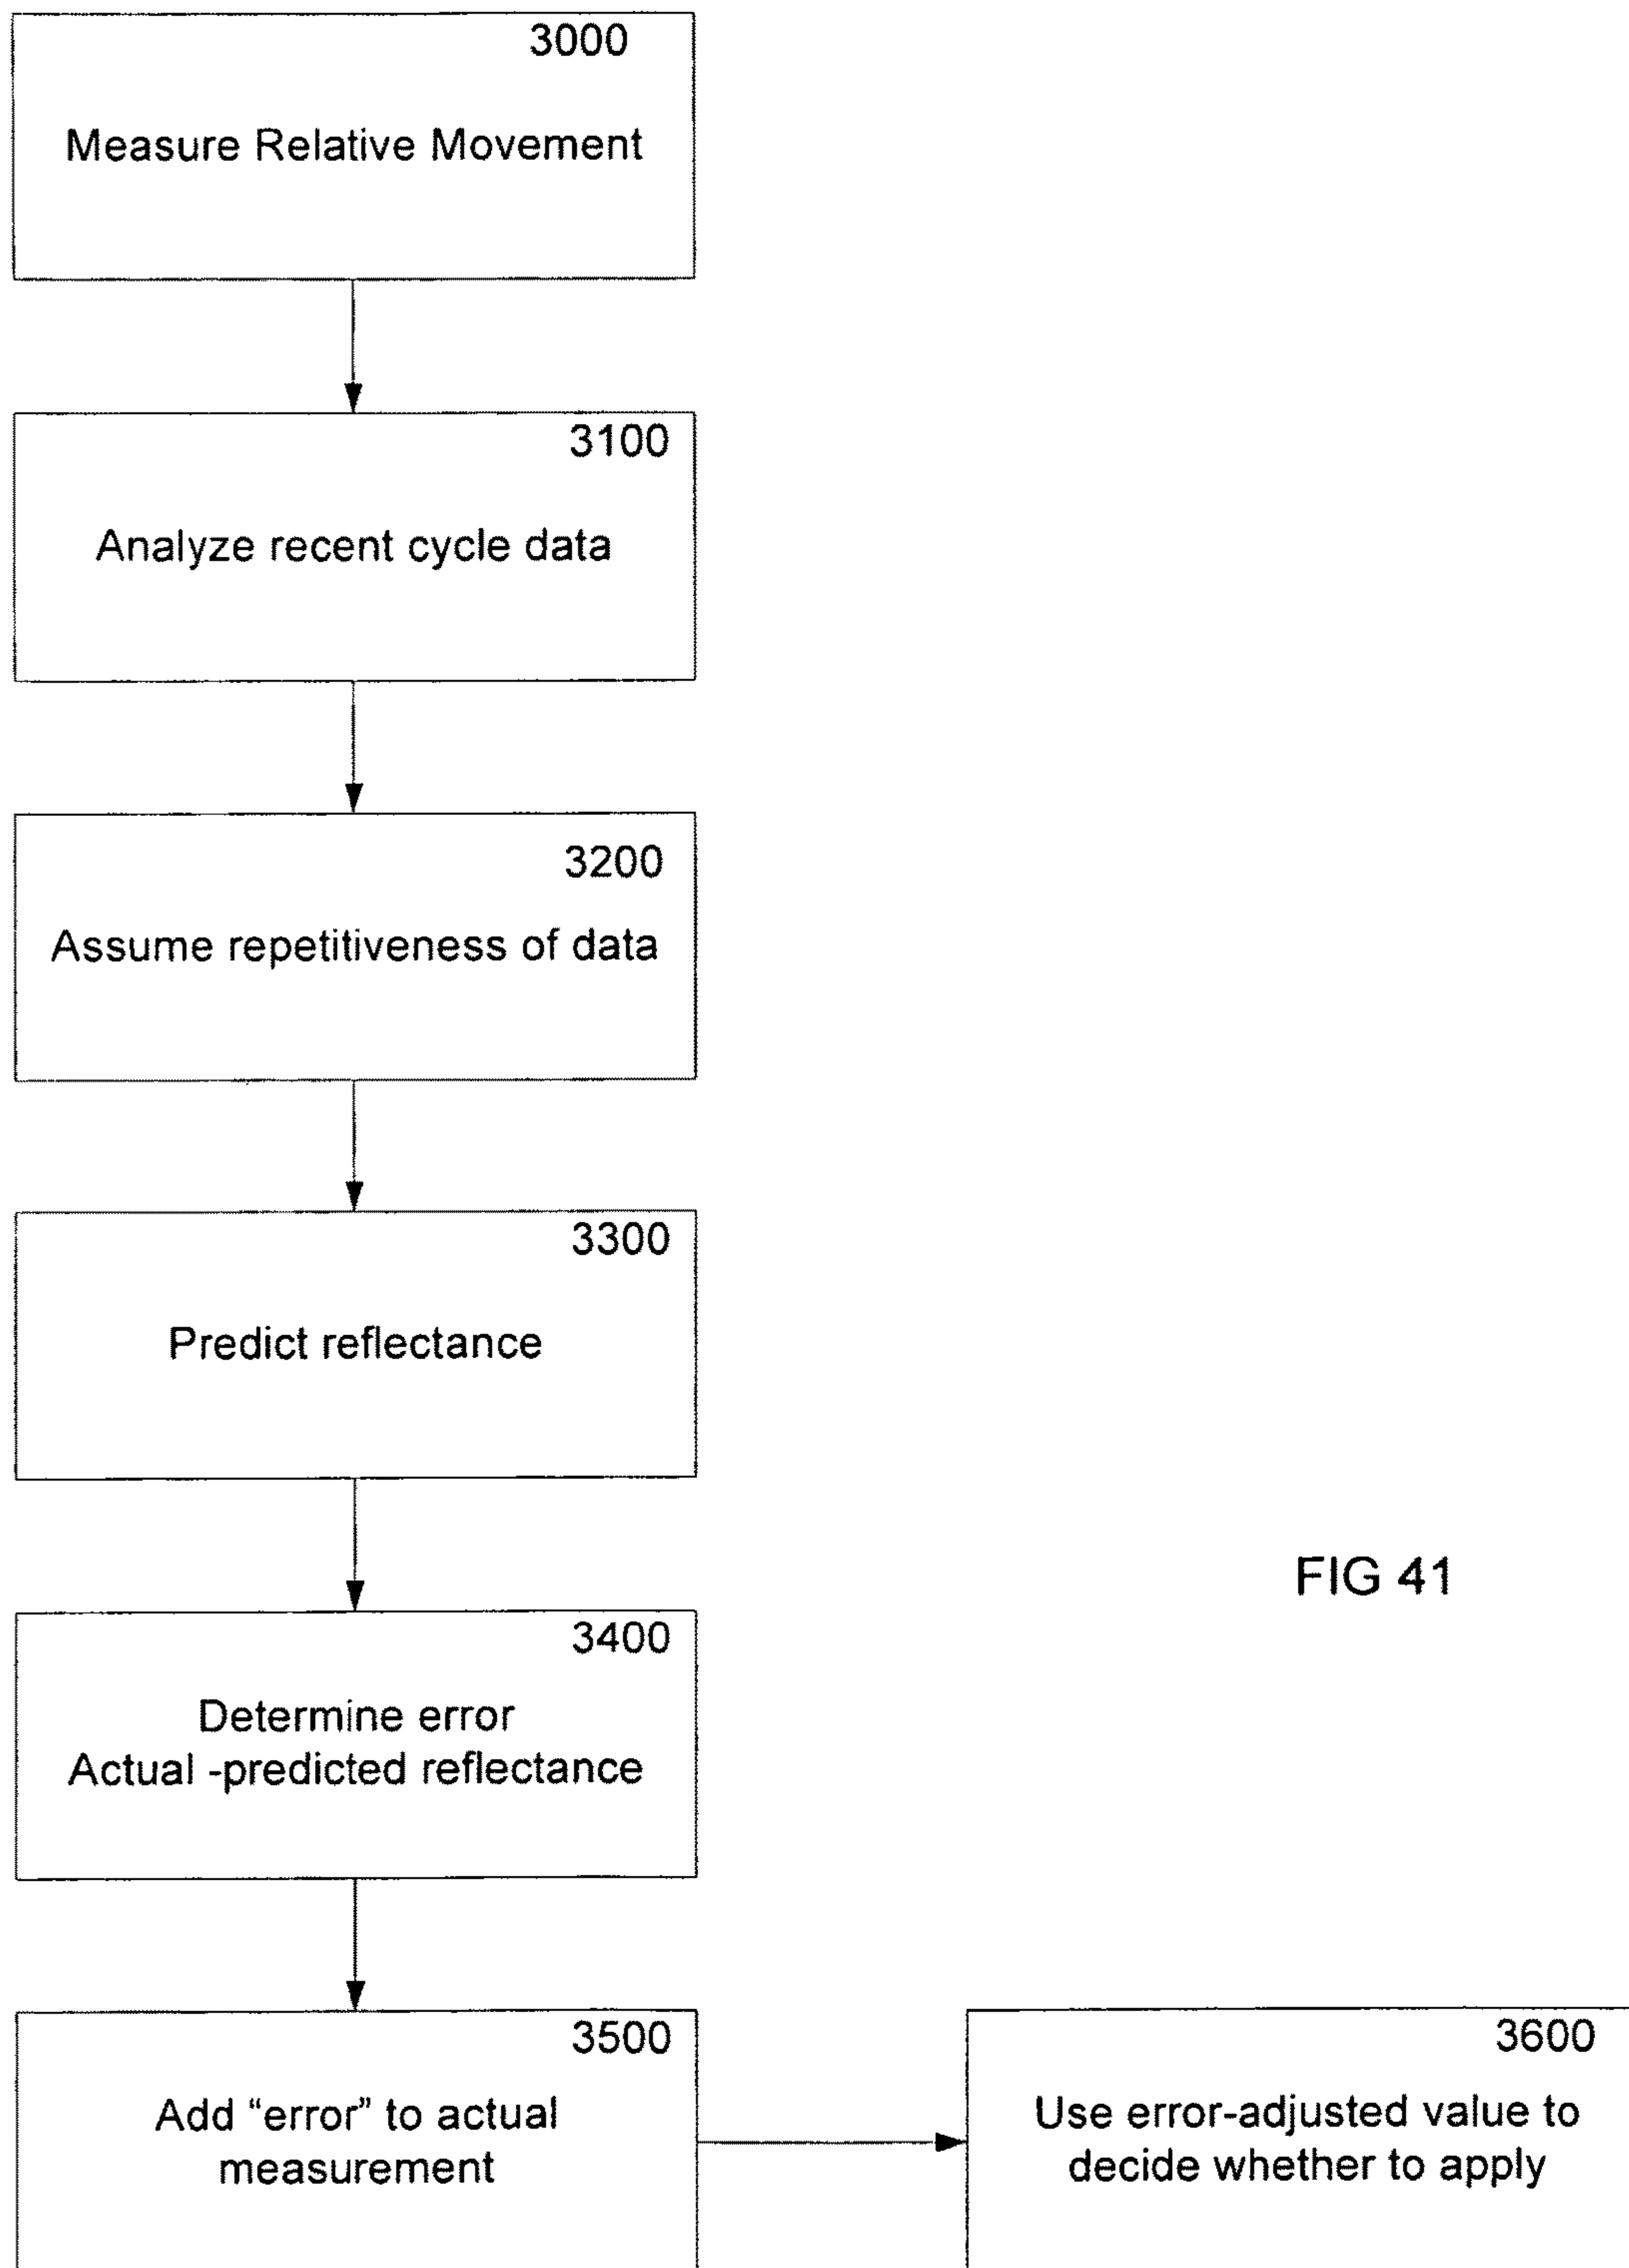 3000
Measure Relative Movement
3100
Analyze recent cycle data
3200
Assume repetitiveness of data
3300
Predict reflectance
3400
Determine error
Actual -predicted reflectance
3500
Add “error” to actual
measurement
3600
Use error-adjusted value to
decide whether to apply
FIG 41